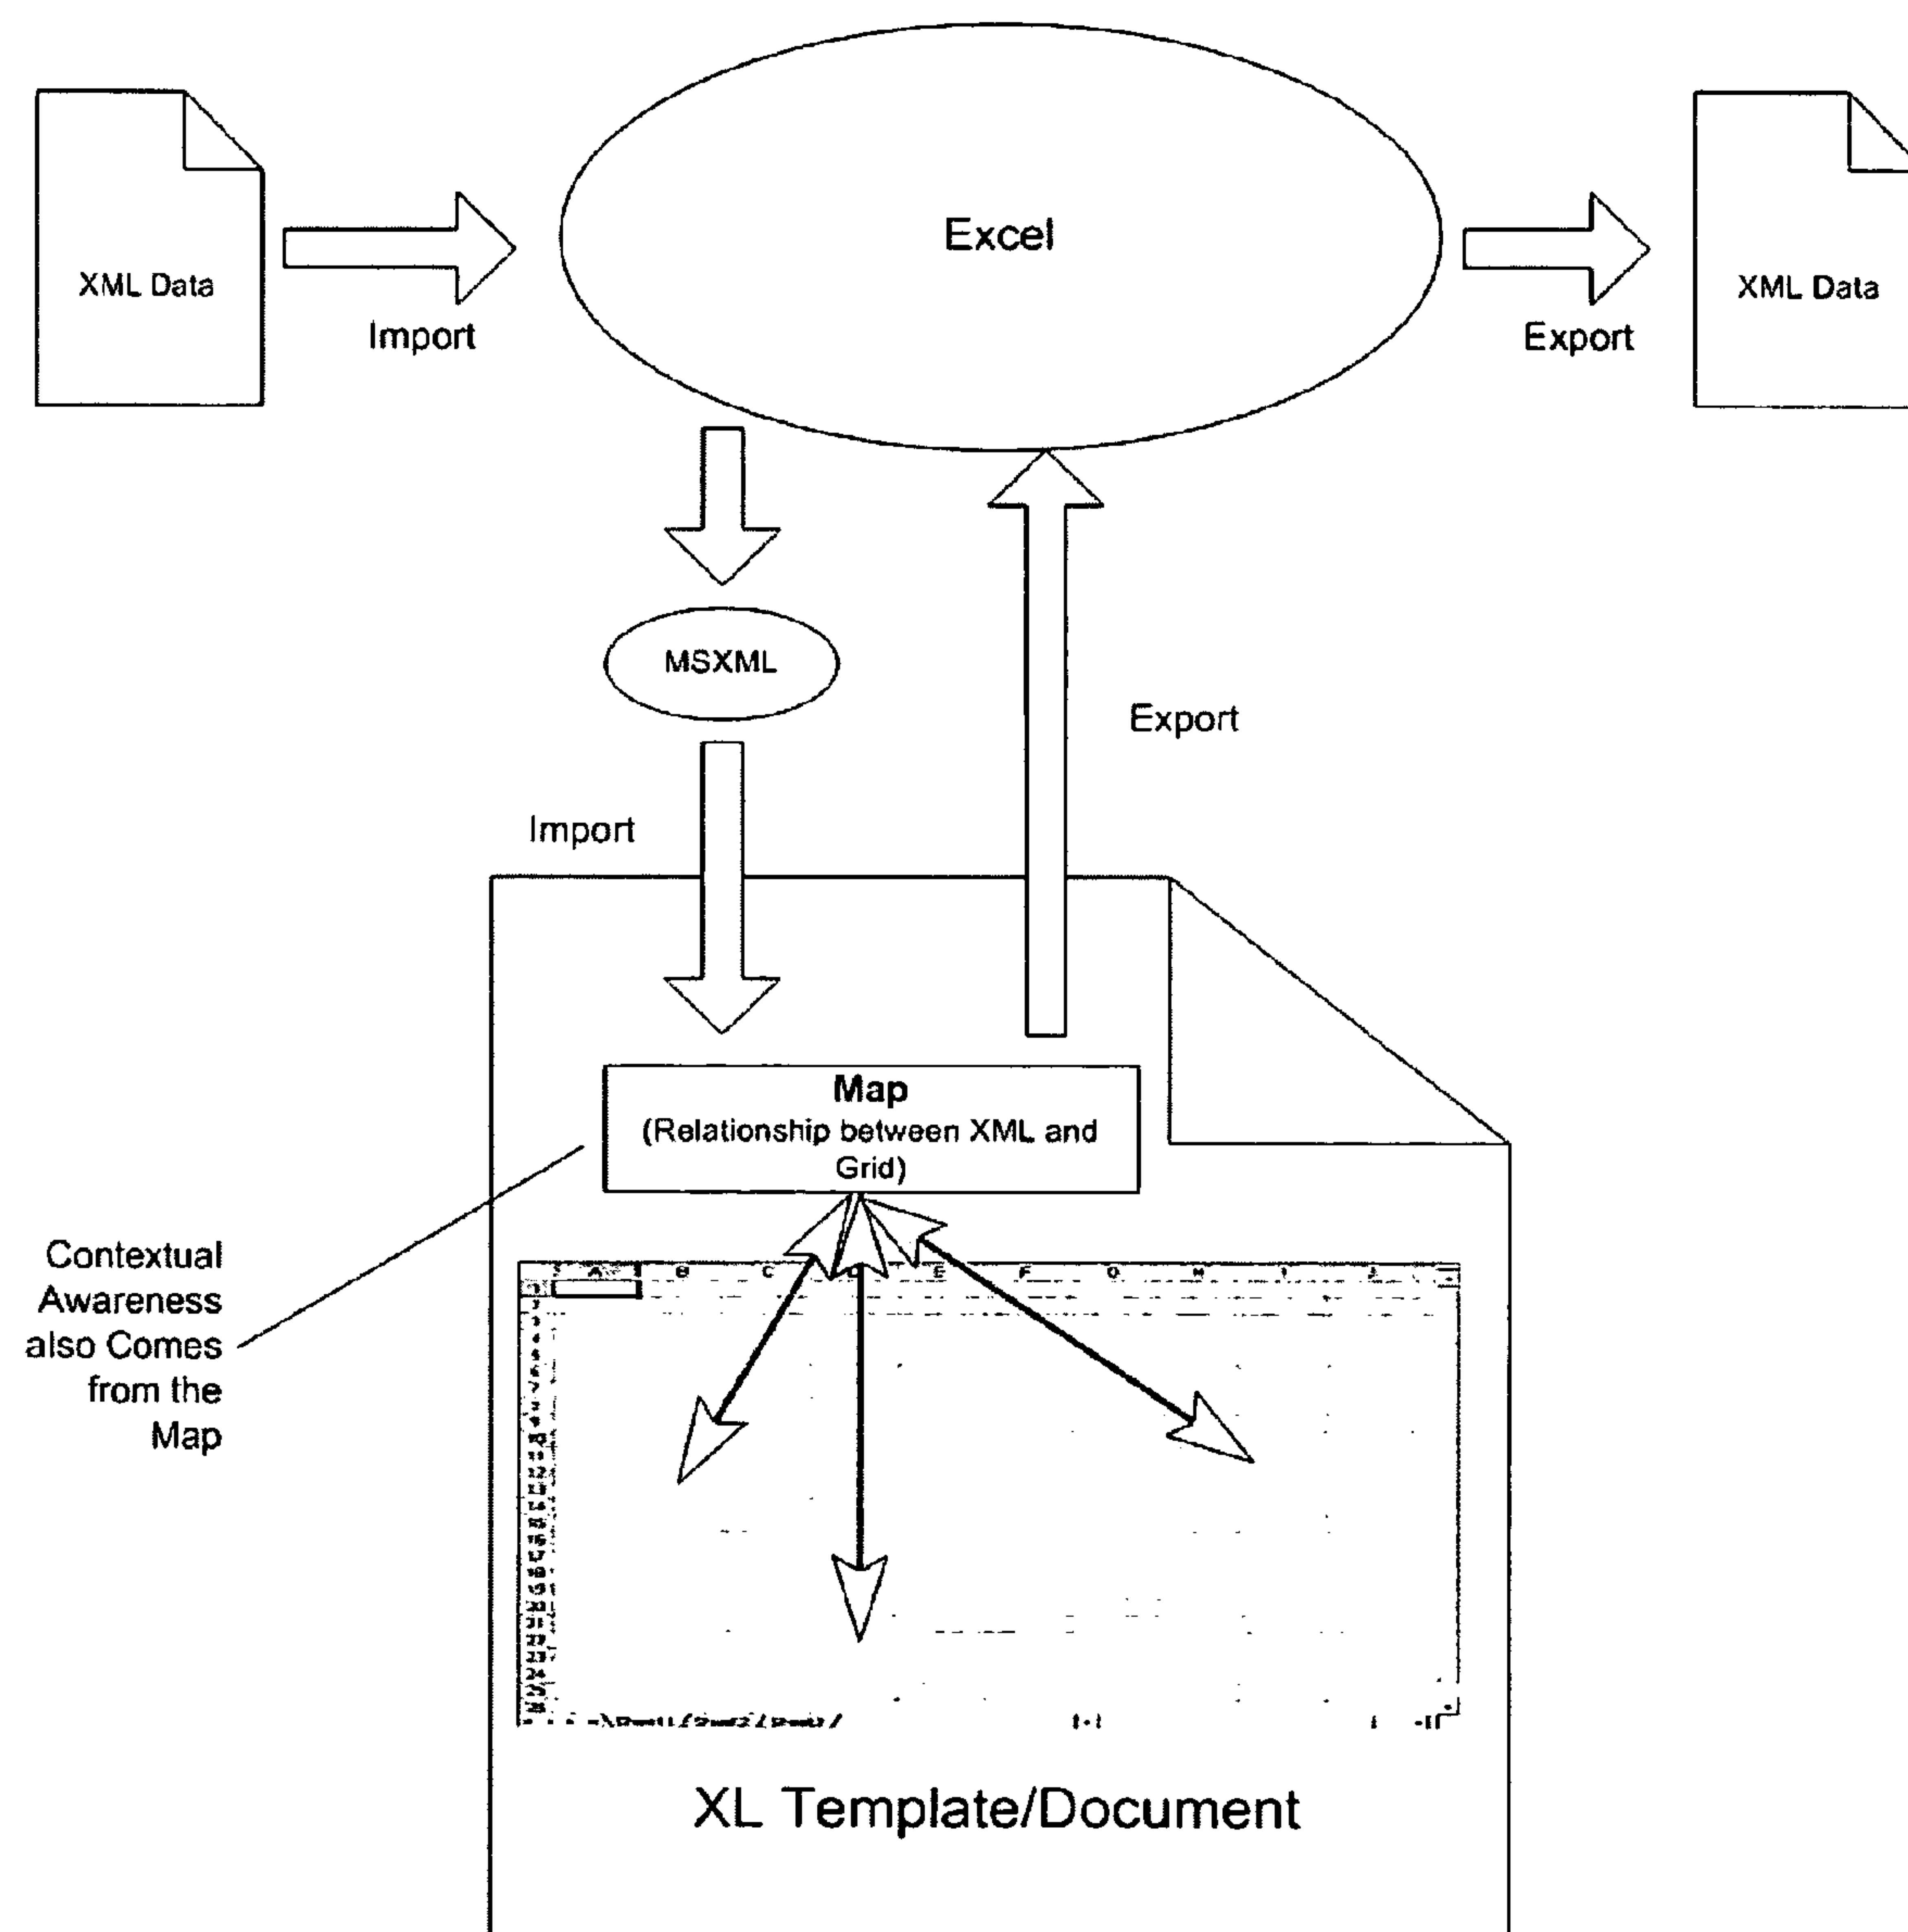 Excel
XML Data
Import
XML Data
Export
MSXML
Export
Import
Map
(Relationship between XML and
Grid)
Contextual
Awareness
also Comes
from the
Map
A B C E F
XL Template/Document